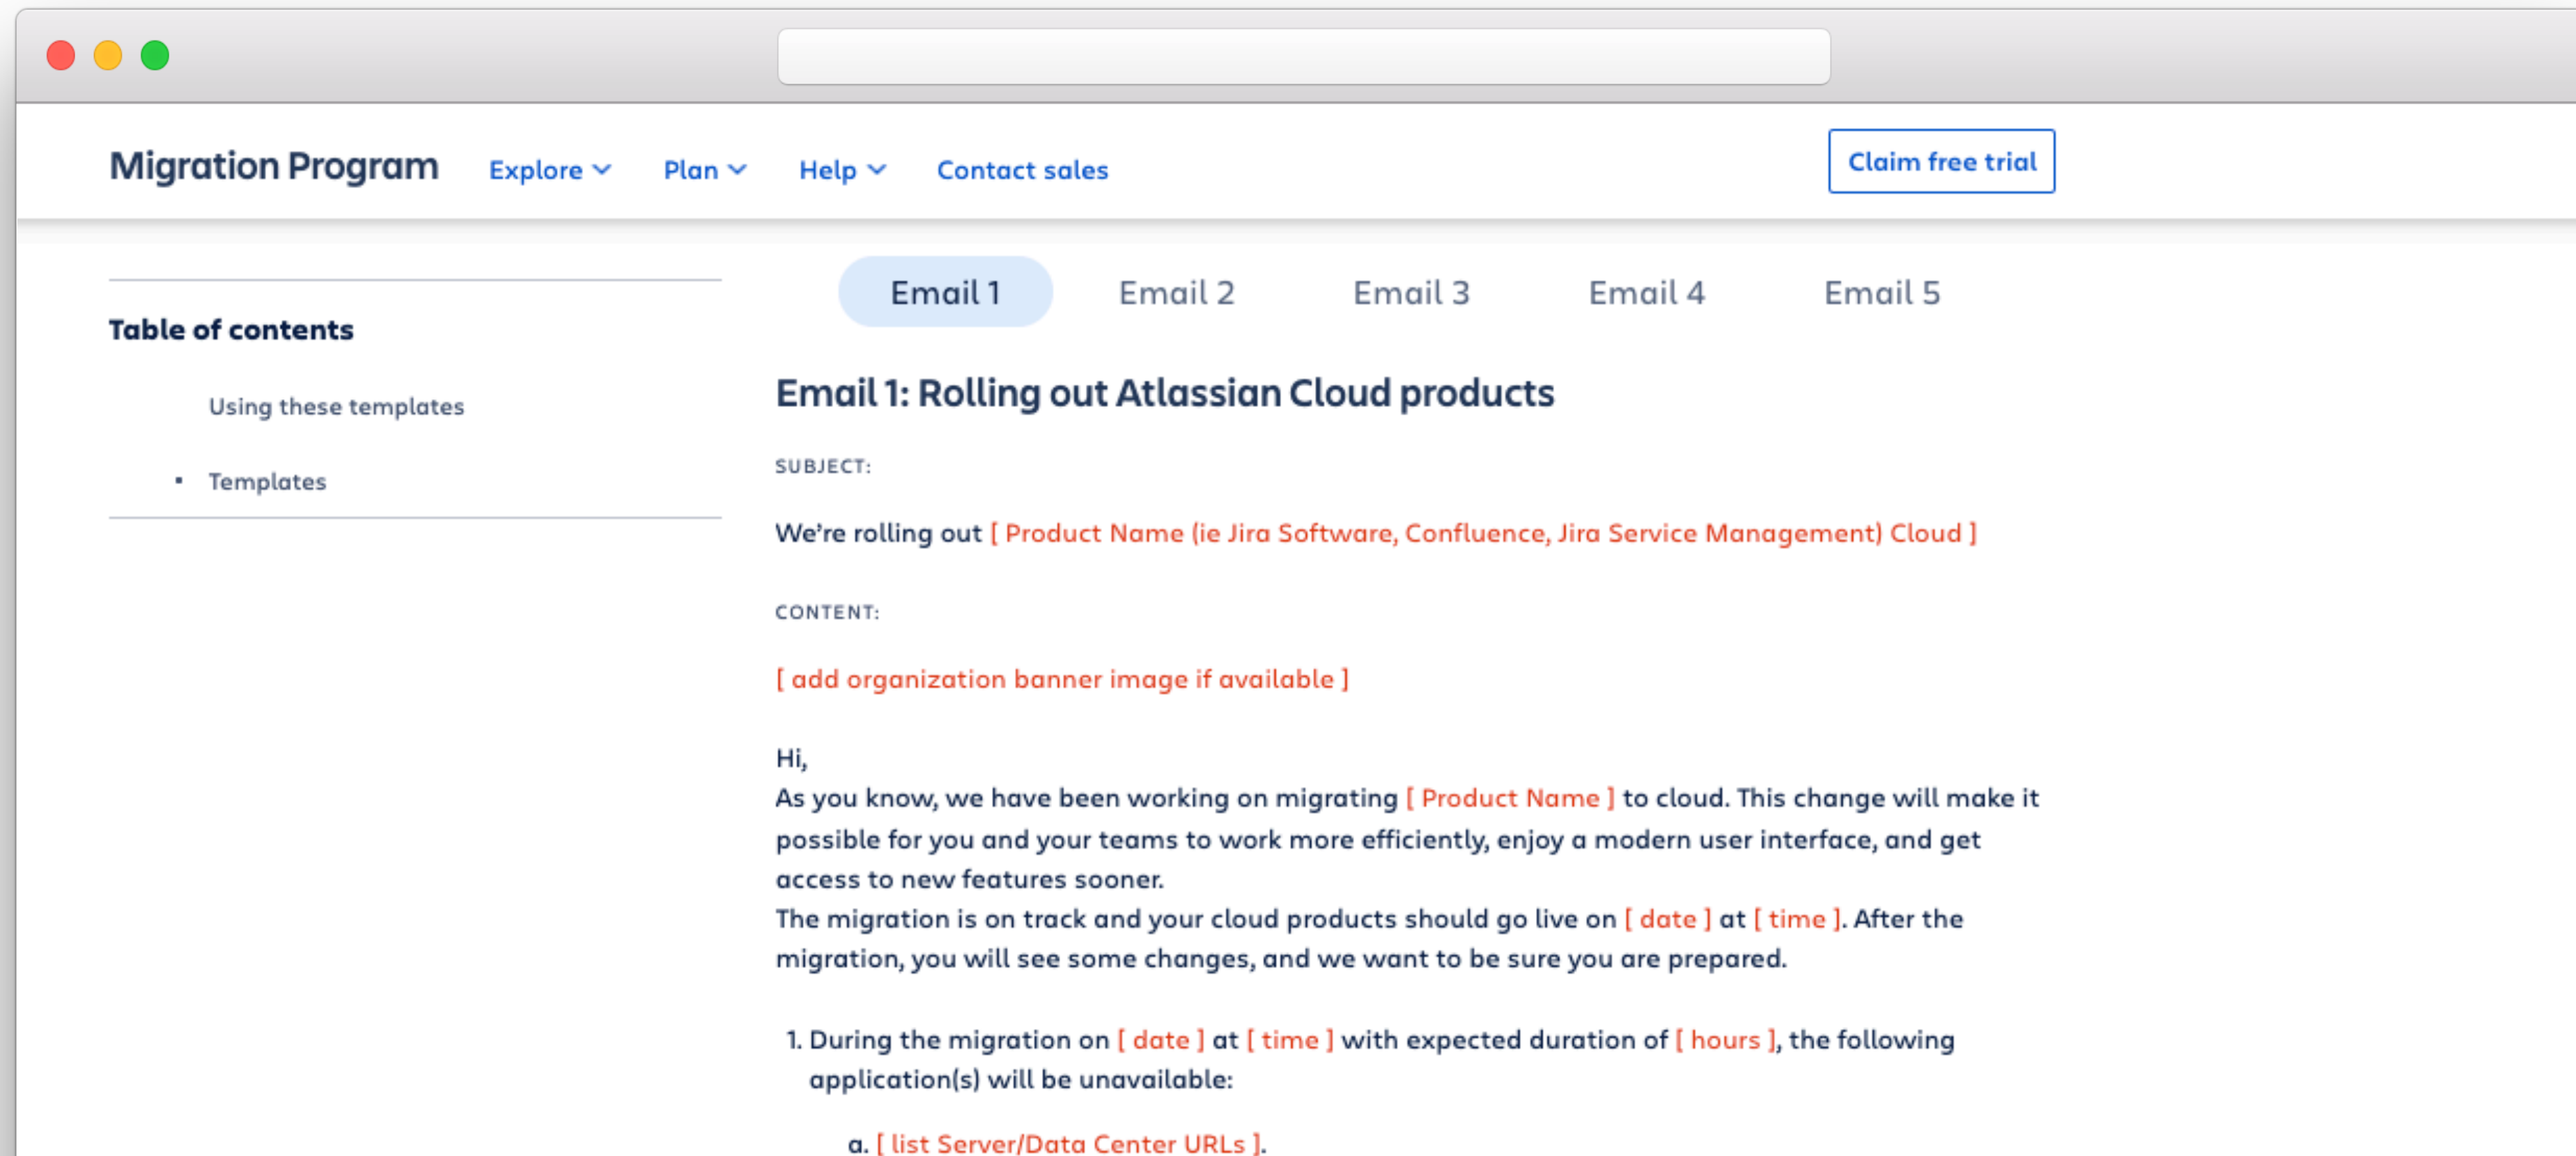 Migration Program Explore Plan Help Contact sales Claim free trial
Email 1 Email 2 Email 3 Email 4 Email 5
Table of contents
Using these templates
▪ Templates
Email 1: Rolling out Atlassian Cloud products
SUBJECT:
We're rolling out [ Product Name (ie Jira Software, Confluence, Jira Service Management) Cloud ]
CONTENT:
[ add organization banner image if available ]
Hi,
As you know, we have been working on migrating [ Product Name ] to cloud. This change will make it
possible for you and your teams to work more efficiently, enjoy a modern user interface, and get
access to new features sooner.
The migration is on track and your cloud products should go live on [ date ] at [ time ]. After the
migration, you will see some changes, and we want to be sure you are prepared.
1. During the migration on [ date ] at [ time ] with expected duration of [ hours ], the following
application(s) will be unavailable:
a. [ list Server/Data Center URLs ].